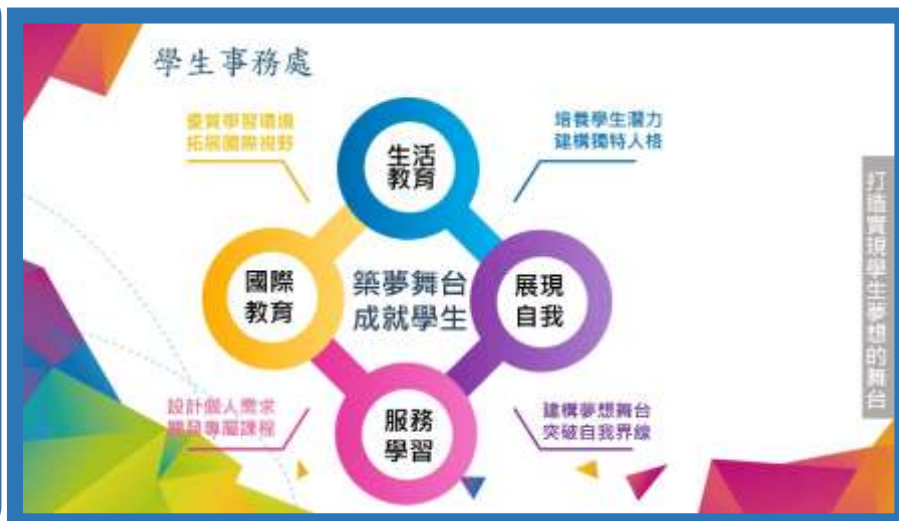 學生事務處
優質學習環境
拓展國際視野
培養學生潛力
建構獨特人格
生活
教育
國際
教育
築夢舞台
成就學生
展現
自我
設計個人需求
專屬課程
服務
學習
建構夢想舞台
突破自我界線
打造實現學生夢想的舞台